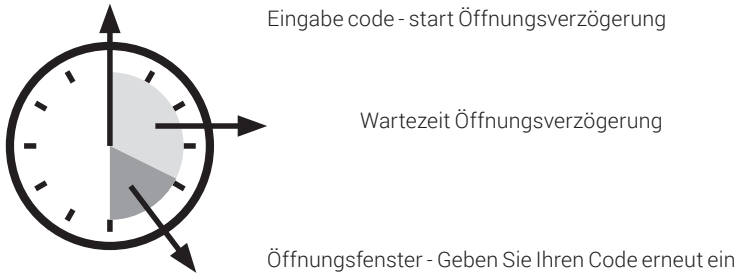 Eingabe code - start Öffnungsverzögerung
Wartezeit Öffnungsverzögerung
Öffnungsfenster - Geben Sie Ihren Code erneut ein